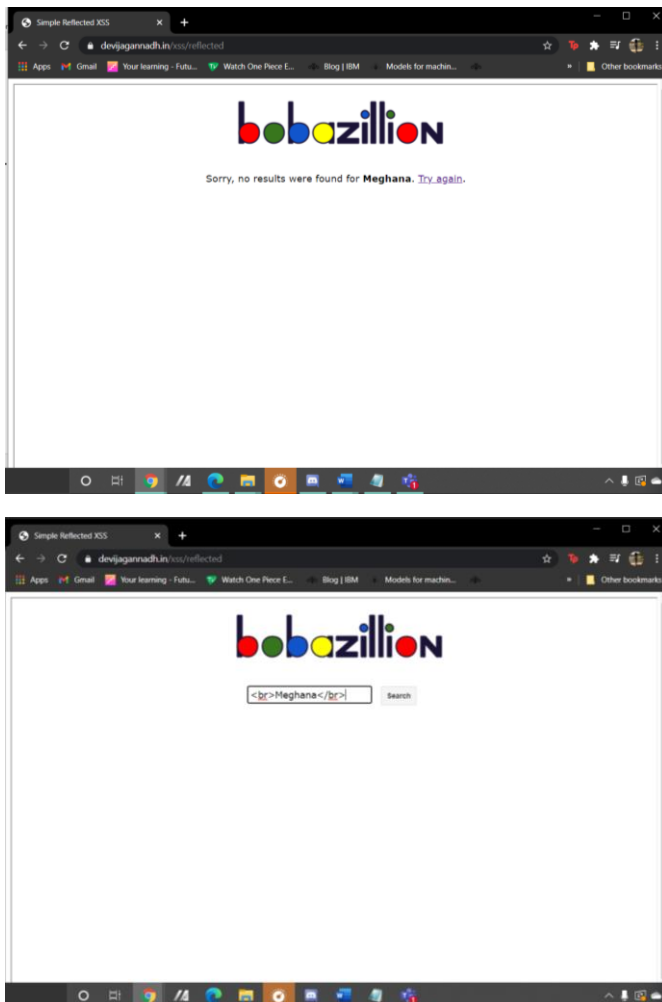 Simple Reflected XSS
devijagannadh.in/xss/reflected
Apps Gmail Your learning - Futu... Watch One Piece E... Blog | IBM Models for machin... » Other bookmarks
bobazillion
Sorry, no results were found for Meghana. Try again.
Simple Reflected XSS
devijagannadh.in/xss/reflected
Apps Gmail Your learning - Futu... Watch One Piece E... Blog | IBM Models for machin... » Other bookmarks
bobazillion
<br>Meghana</br> Search